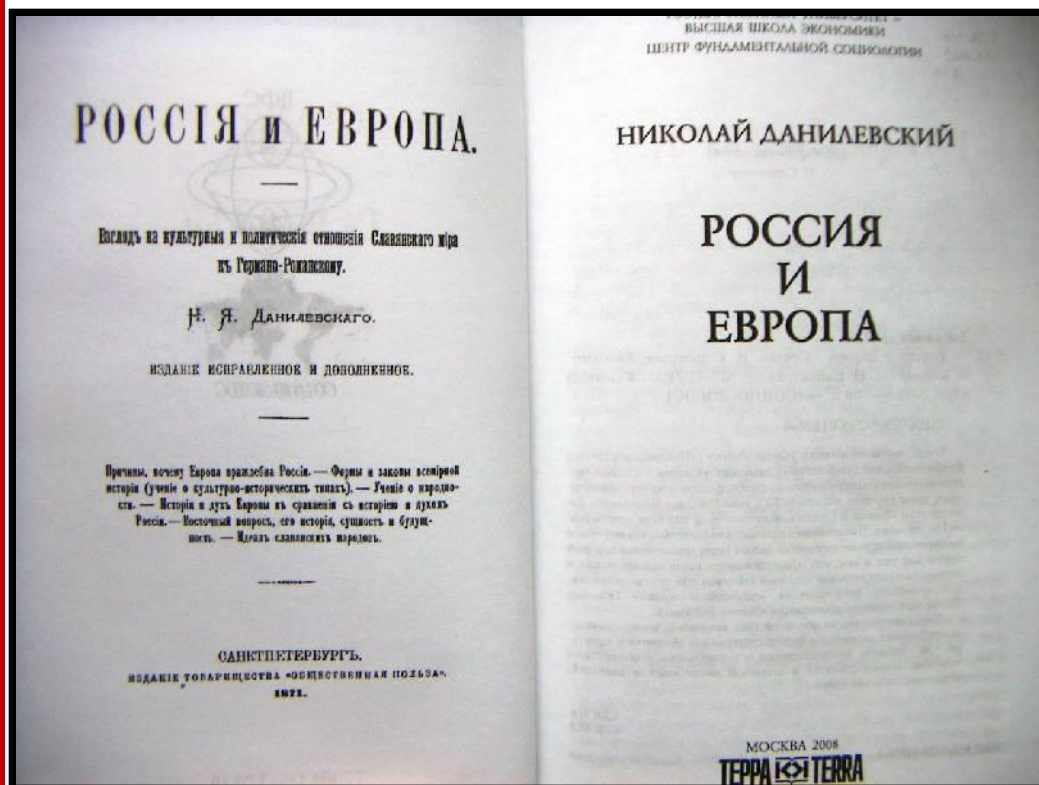 РОССІЯ и ЕВРОПА.
Взглядъ на культурныя и политическія отношенія Славянскаго міра
къ Германо-Романскому.
Н. Я. Данилевскаго.
ИЗДАНІЕ ИСПРАВЛЕННОЕ И ДОПОЛНЕННОЕ.
Причины, почему Европа враждебна Россіи. — Формы и законы всемірной
исторіи (ученіе о культурно-историческихъ типахъ). — Ученіе о народно-
сти. — Исторія и духъ Европы въ сравненіи съ исторіею и духомъ
Россіи. — Восточный вопросъ, его исторія, сущность и будущ-
ность. — Идеалъ славянскихъ народовъ.
САНКТПЕТЕРБУРГЪ.
ИЗДАНІЕ ТОВАРИЩЕСТВА «ОБЩЕСТВЕННАЯ ПОЛЬЗА».
1871.
ВЫСШАЯ ШКОЛА ЭКОНОМИКИ
ЦЕНТР ФУНДАМЕНТАЛЬНОЙ СОЦИОЛОГИИ
НИКОЛАЙ ДАНИЛЕВСКИЙ
РОССИЯ
И
ЕВРОПА
МОСКВА 2008
ТЕРРА TERRA